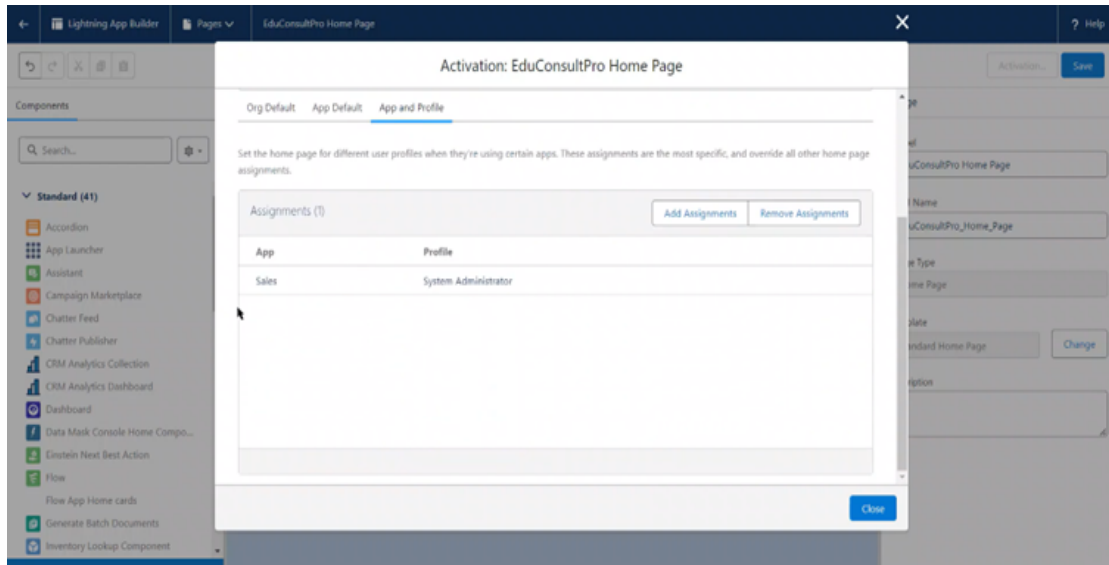 Lightning App Builder
Pages
EduConsultPro Home Page
? Help
Activation: EduConsultPro Home Page
Activation...
Save
Components
Search...
Standard (41)
Accordion
App Launcher
Assistant
Campaign Marketplace
Chatter Feed
Chatter Publisher
CRM Analytics Collection
CRM Analytics Dashboard
Dashboard
Data Mask Console Home Compo...
Einstein Next Best Action
Flow
Flow App Home cards
Generate Batch Documents
Inventory Lookup Component
Org Default
App Default
App and Profile
Set the home page for different user profiles when they're using certain apps. These assignments are the most specific, and override all other home page
assignments.
Assignments (1)
Add Assignments
Remove Assignments
App
Profile
Sales
System Administrator
Close
uConsultPro Home Page
Name
uConsultPro_Home_Page
e Type
me Page
plate
ndard Home Page
Change
ription